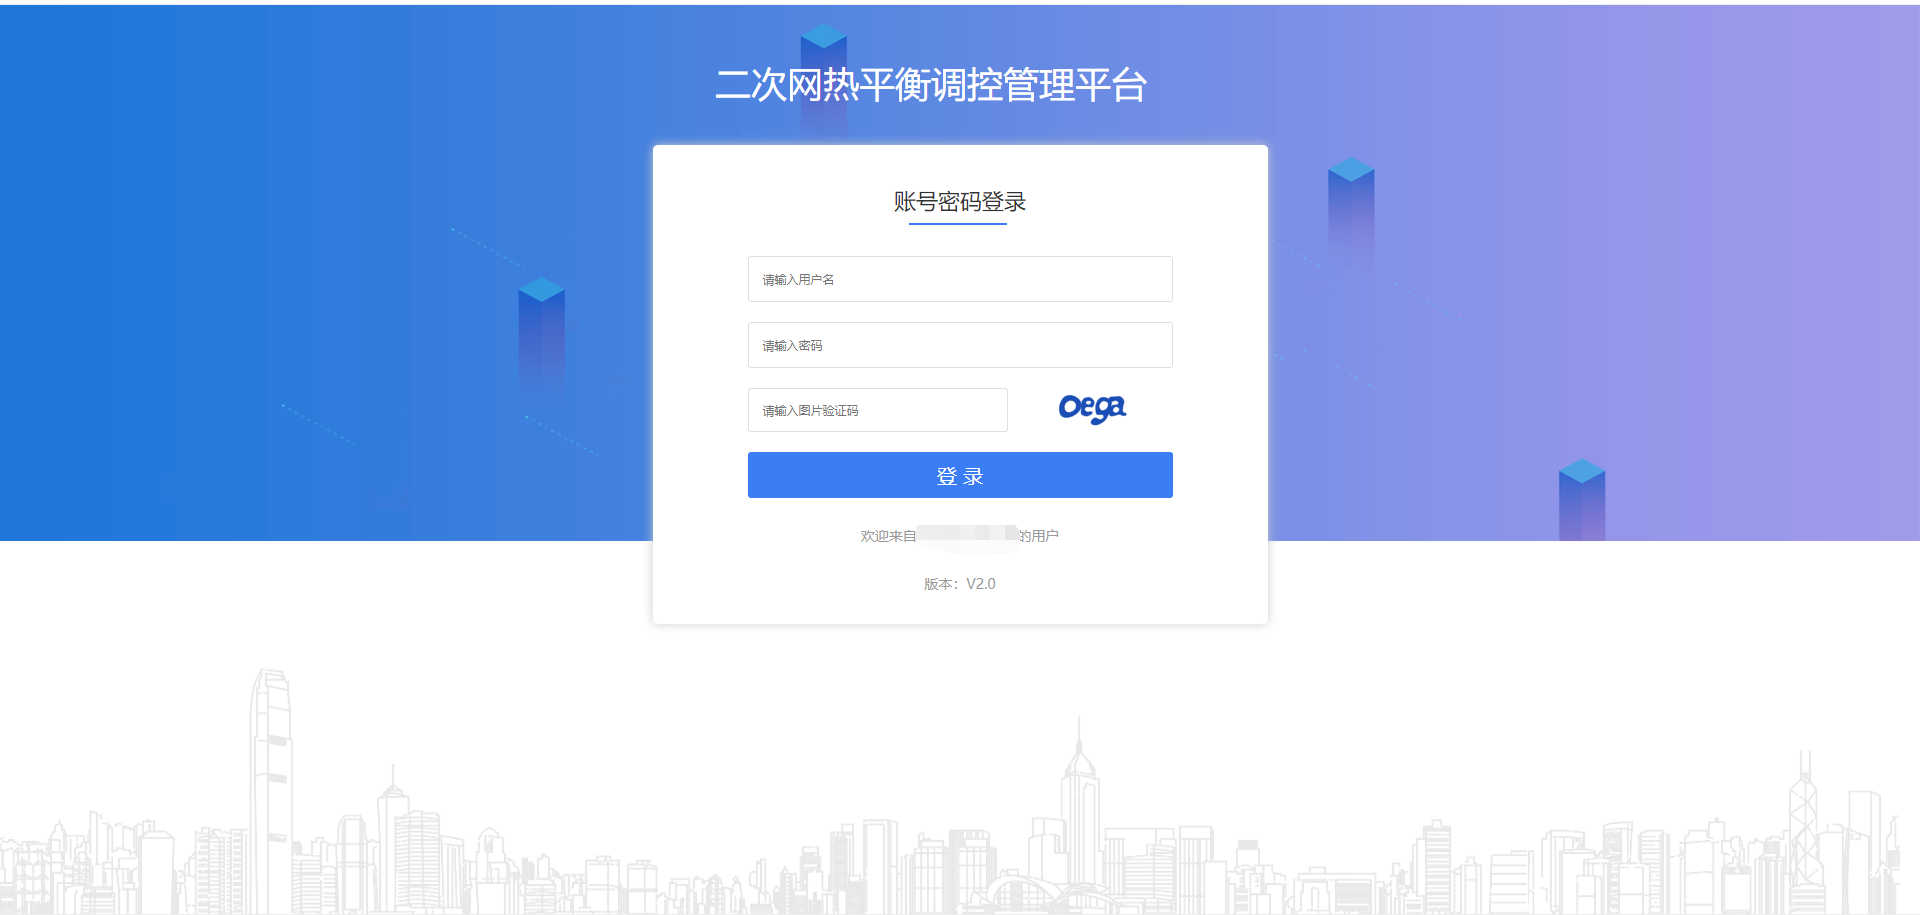 二次网热平衡调控管理平台
账号密码登录
请输入用户名
请输入密码
请输入图片验证码
Oega
登 录
欢迎来自 的用户
版本：V2.0